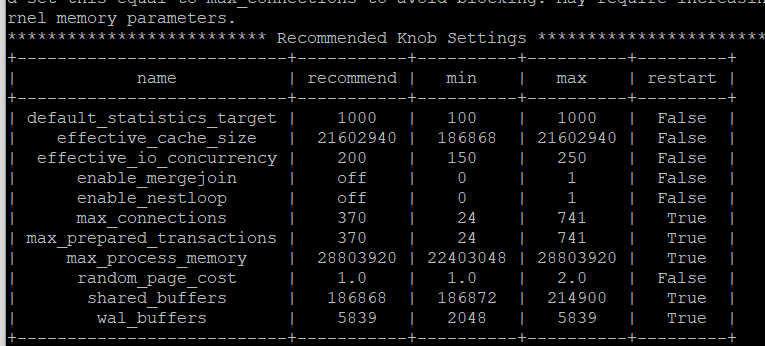 d set this equal to max_connections to avoid blocking. May require increasin
rnel memory parameters.
************************** Recommended Knob Settings ***********************
+---------------------------+-----------+----------+----------+---------+
| name | recommend | min | max | restart |
+---------------------------+-----------+----------+----------+---------+
| default_statistics_target | 1000 | 100 | 1000 | False |
| effective_cache_size | 21602940 | 186868 | 21602940 | False |
| effective_io_concurrency | 200 | 150 | 250 | False |
| enable_mergejoin | off | 0 | 1 | False |
| enable_nestloop | off | 0 | 1 | False |
| max_connections | 370 | 24 | 741 | True |
| max_prepared_transactions | 370 | 24 | 741 | True |
| max_process_memory | 28803920 | 22403048 | 28803920 | True |
| random_page_cost | 1.0 | 1.0 | 2.0 | False |
| shared_buffers | 186868 | 186872 | 214900 | True |
| wal_buffers | 5839 | 2048 | 5839 | True |
+---------------------------+-----------+----------+----------+---------+